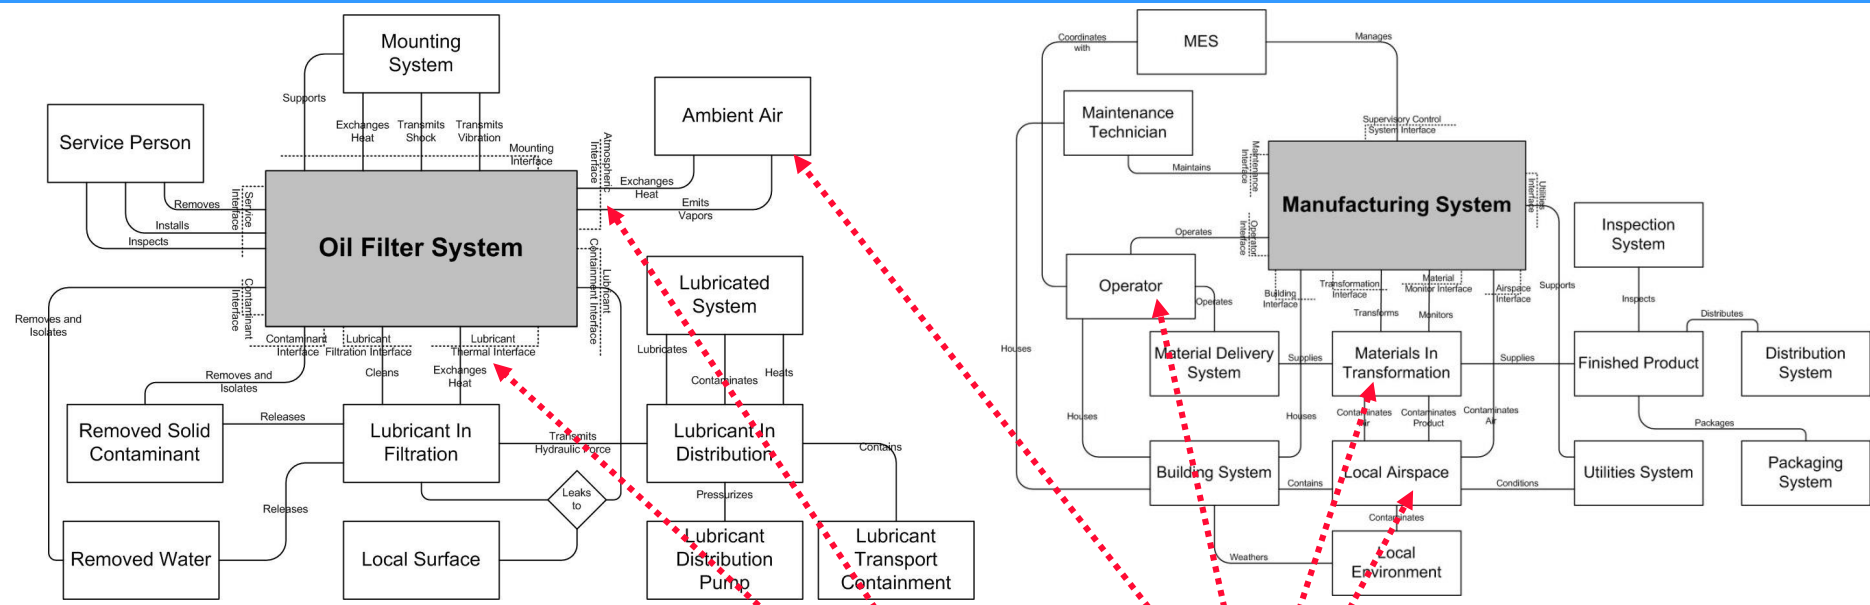 Mounting
System
Supports
Exchanges
Heat
Transmits
Shock
Transmits
Vibration
Mounting
Interface
Service Person
Removes
Installs
Inspects
Service
Interface
Oil Filter System
Atmospheric
Interface
Ambient Air
Exchanges
Heat
Emits
Vapors
Lubricant
Containment Interface
Contaminant
Interface
Removes and
Isolates
Contaminant
Interface
Lubricant
Filtration Interface
Lubricant
Thermal Interface
Removes and
Isolates
Cleans
Exchanges
Heat
Lubricated
System
Lubricates
Contaminates
Heats
Removed Solid
Contaminant
Releases
Lubricant In
Filtration
Transmits
Hydraulic Force
Lubricant In
Distribution
Contains
Releases
Leaks
to
Pressurizes
Removed Water
Local Surface
Lubricant
Distribution
Pump
Lubricant
Transport
Containment
MES
Coordinates
with
Manages
Maintenance
Technician
Maintains
Supervisory Control
System Interface
Maintenance
Interface
Manufacturing System
Utilities
Interface
Operates
Operator
Interface
Operator
Operates
Building
Interface
Transformation
Interface
Material
Monitor Interface
Airspace
Interface
Supports
Transforms
Monitors
Inspection
System
Inspects
Distributes
Houses
Material Delivery
System
Supplies
Materials In
Transformation
Supplies
Finished Product
Distribution
System
Houses
Houses
Contaminates
Air
Contaminates
Product
Contaminates
Air
Packages
Building System
Contains
Local Airspace
Conditions
Utilities System
Packaging
System
Contaminates
Weathers
Local
Environment